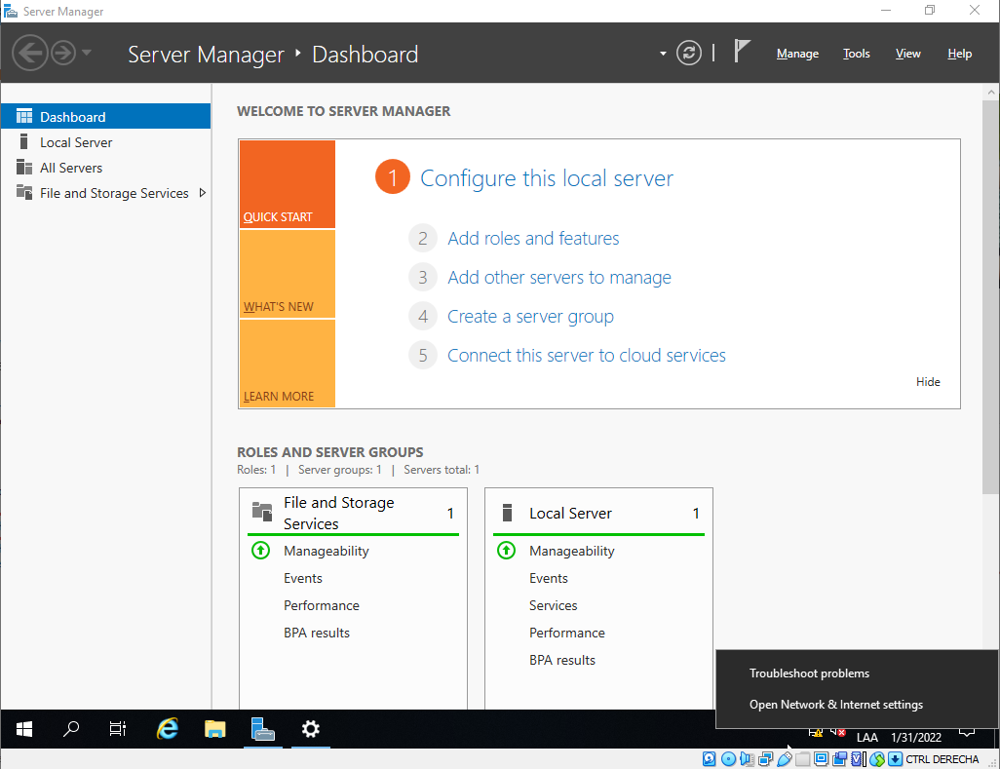 Server Manager
Server Manager ‣ Dashboard
Manage Tools View Help
Dashboard
Local Server
All Servers
File and Storage Services
WELCOME TO SERVER MANAGER
QUICK START
WHAT'S NEW
LEARN MORE
1 Configure this local server
2 Add roles and features
3 Add other servers to manage
4 Create a server group
5 Connect this server to cloud services
Hide
ROLES AND SERVER GROUPS
Roles: 1 | Server groups: 1 | Servers total: 1
File and Storage Services 1
Manageability
Events
Performance
BPA results
Local Server 1
Manageability
Events
Services
Performance
BPA results
Troubleshoot problems
Open Network & Internet settings
LAA 1/31/2022
CTRL DERECHA